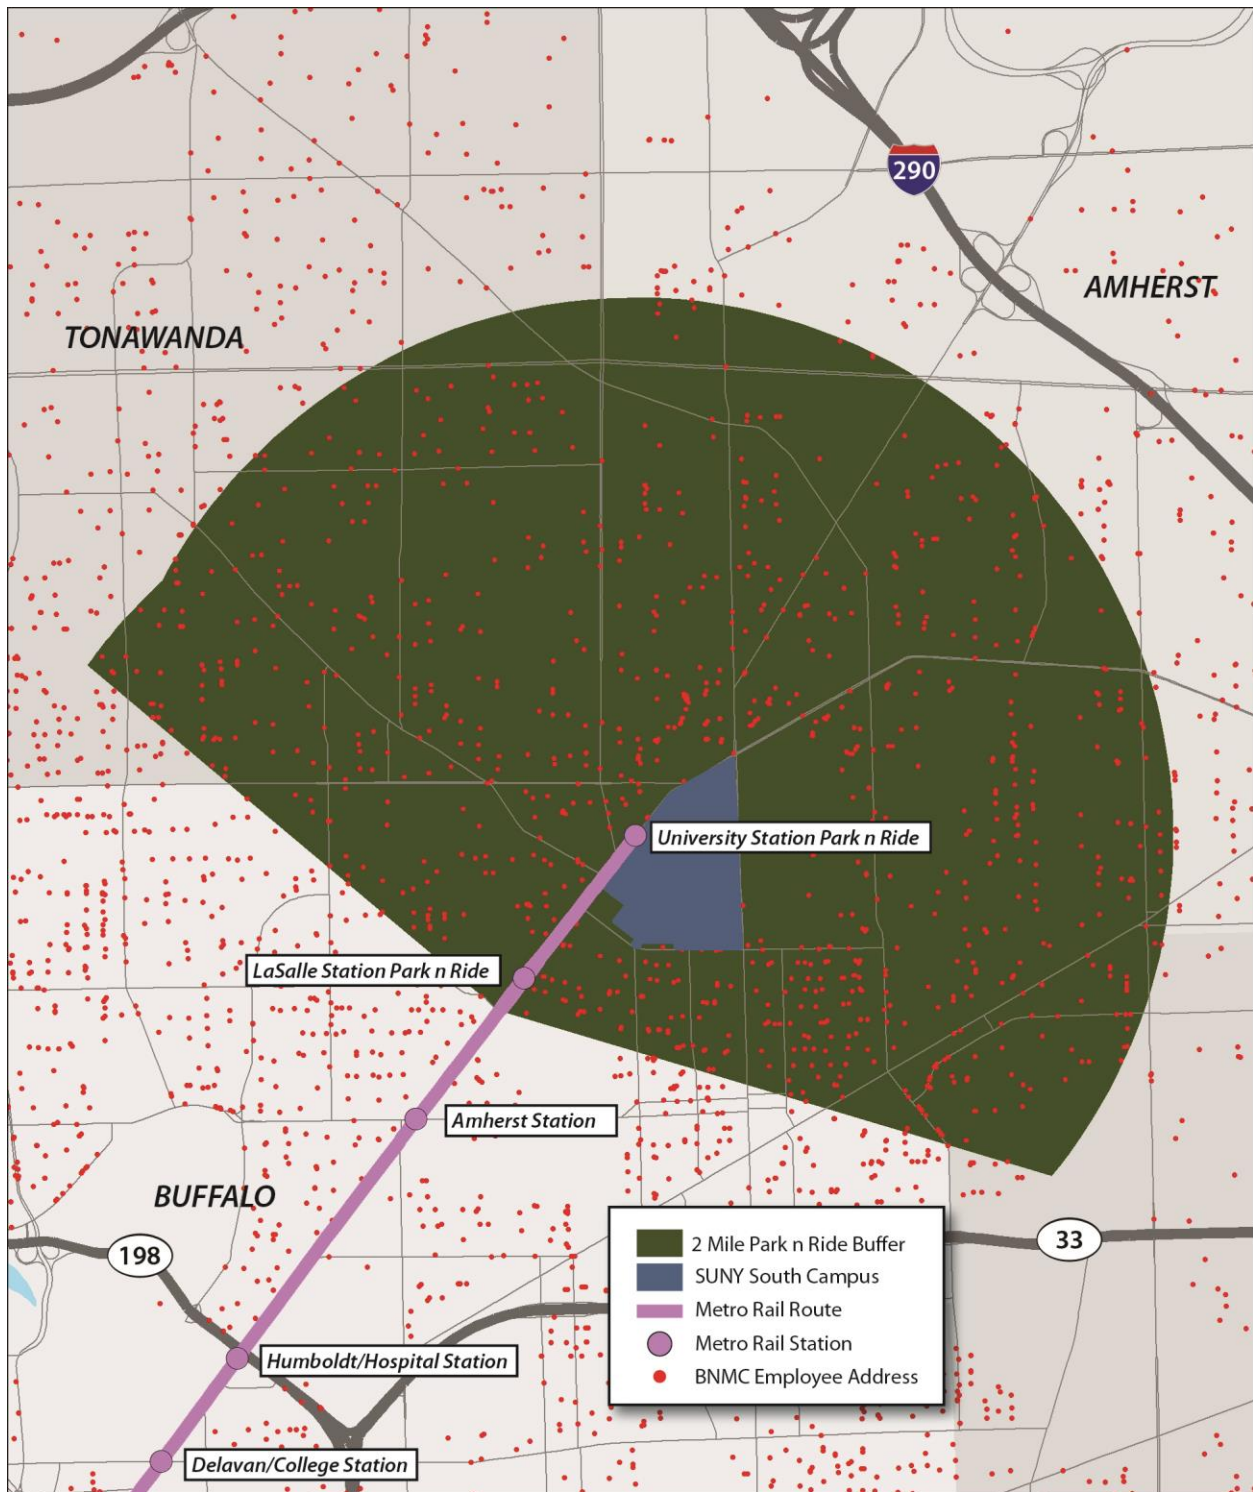 290
AMHERST
TONAWANDA
University Station Park n Ride
LaSalle Station Park n Ride
Amherst Station
BUFFALO
198
33
Humboldt/Hospital Station
Delavan/College Station
2 Mile Park n Ride Buffer
SUNY South Campus
Metro Rail Route
Metro Rail Station
BNMC Employee Address